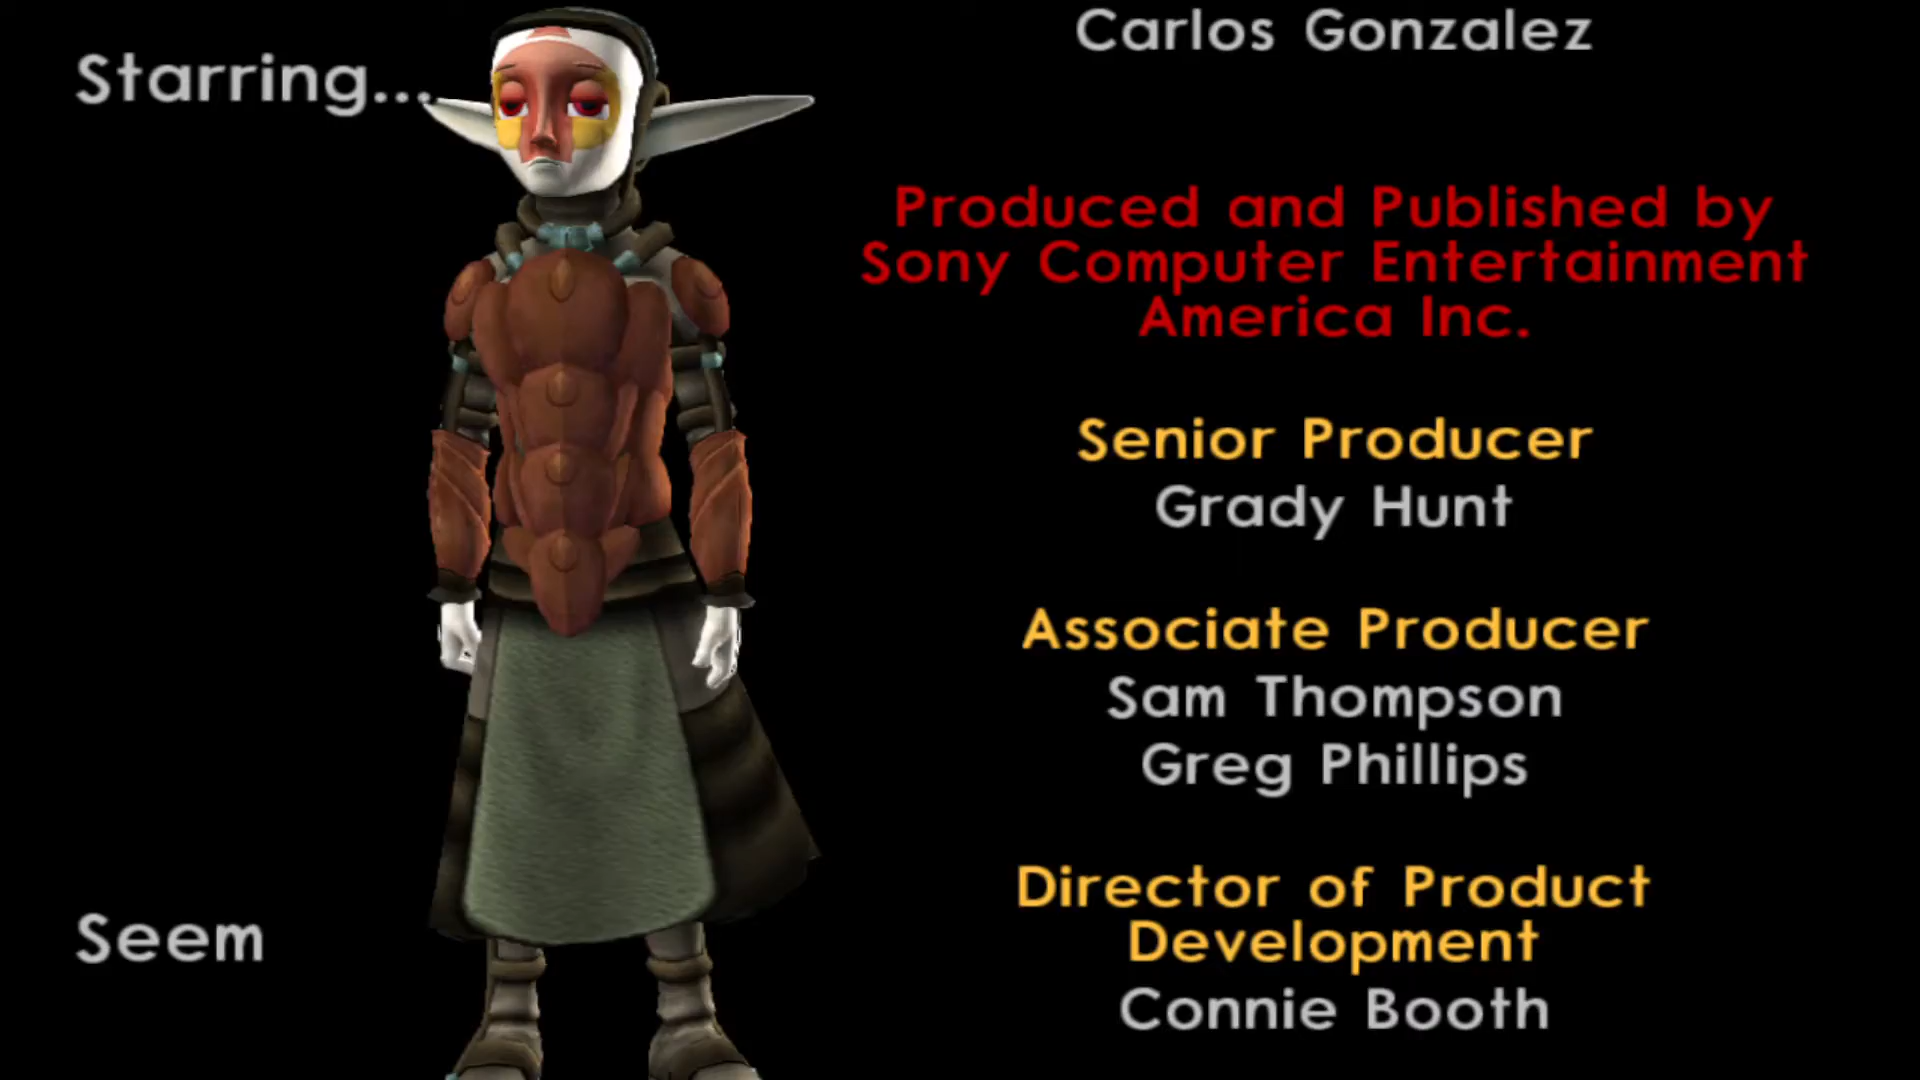 Starring...
Seem
Carlos Gonzalez
Produced and Published by
Sony Computer Entertainment
America Inc.
Senior Producer
Grady Hunt
Associate Producer
Sam Thompson
Greg Phillips
Director of Product
Development
Connie Booth